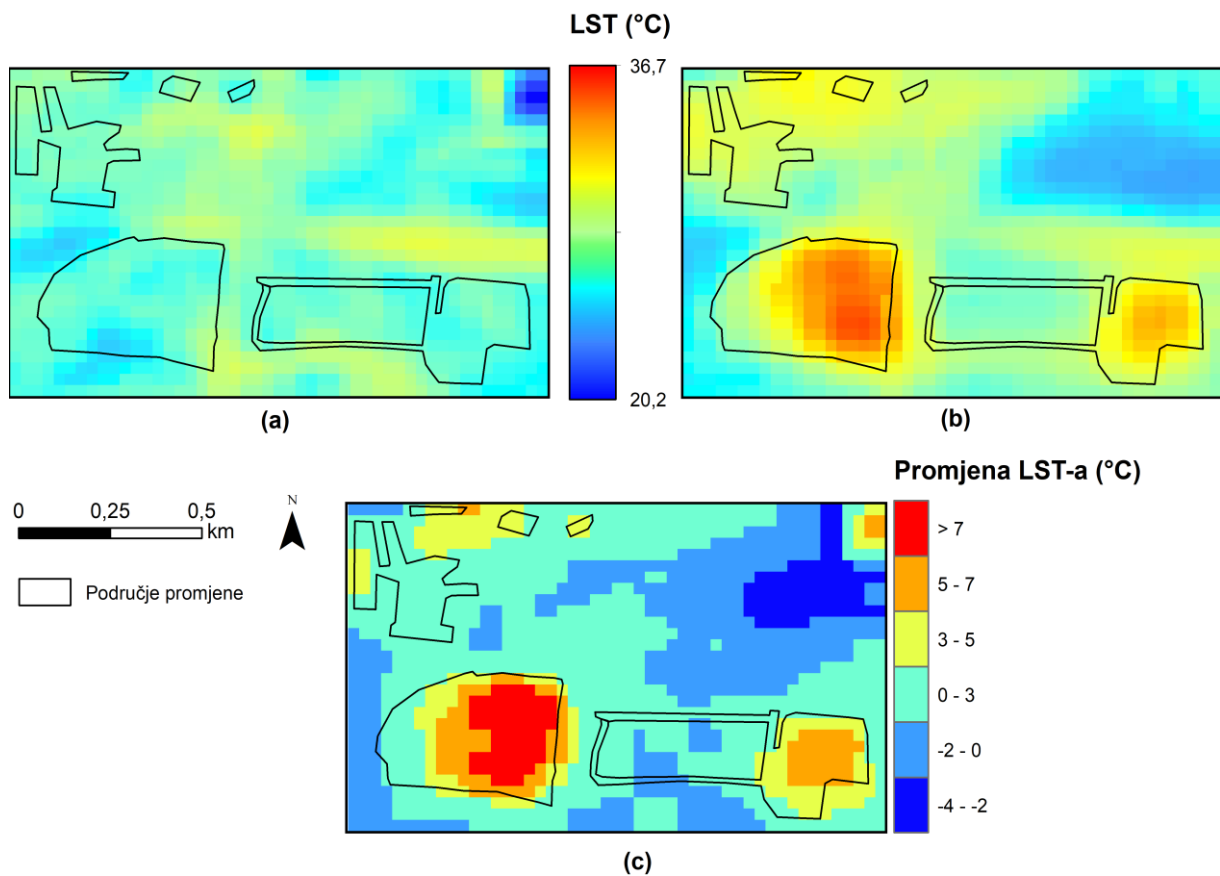 LST (°C)
36,7
20,2
(a)
(b)
Promjena LST-a (°C)
0 0,25 0,5
km
N
Područje promjene
> 7
5 - 7
3 - 5
0 - 3
-2 - 0
-4 - -2
(c)